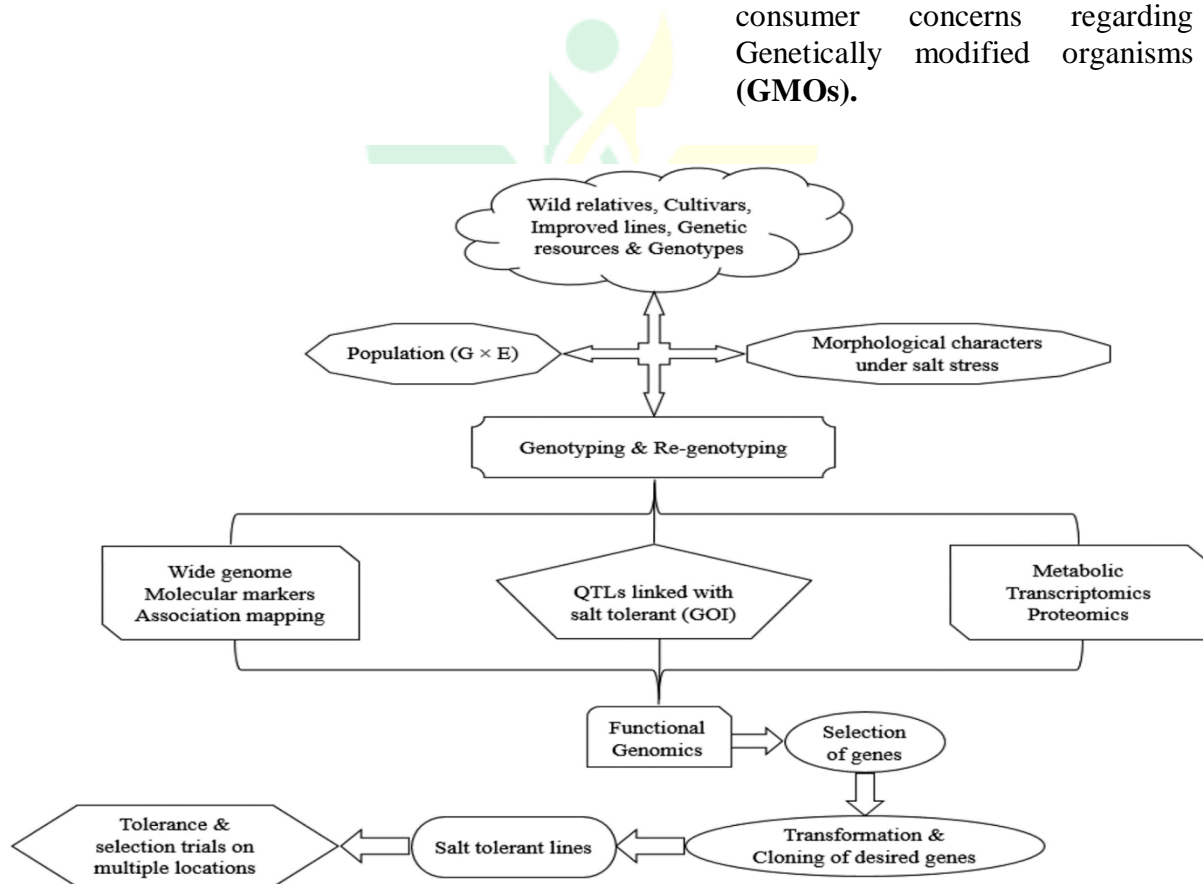 consumer concerns regarding
Genetically modified organisms
(GMOs).
Wild relatives, Cultivars,
Improved lines, Genetic
resources & Genotypes
Population (G × E)
Morphological characters
under salt stress
Genotyping & Re-genotyping
Wide genome
Molecular markers
Association mapping
QTLs linked with
salt tolerant (GOI)
Metabolic
Transcriptomics
Proteomics
Functional
Genomics
Selection
of genes
Transformation &
Cloning of desired genes
Salt tolerant lines
Tolerance &
selection trials on
multiple locations